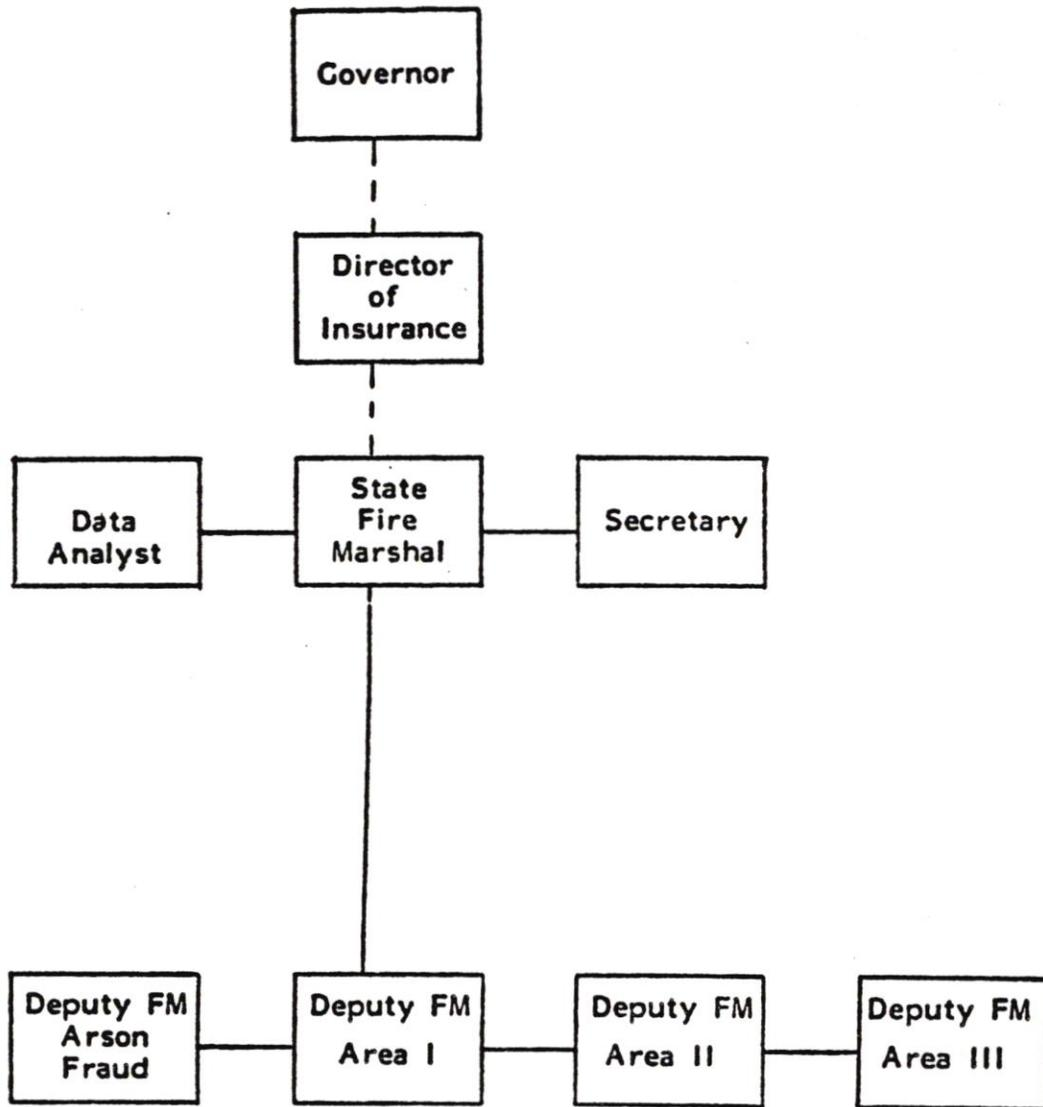 Governor
Director
of
Insurance
Data
Analyst
State
Fire
Marshal
Secretary
Deputy FM
Arson
Fraud
Deputy FM
Area I
Deputy FM
Area II
Deputy FM
Area III